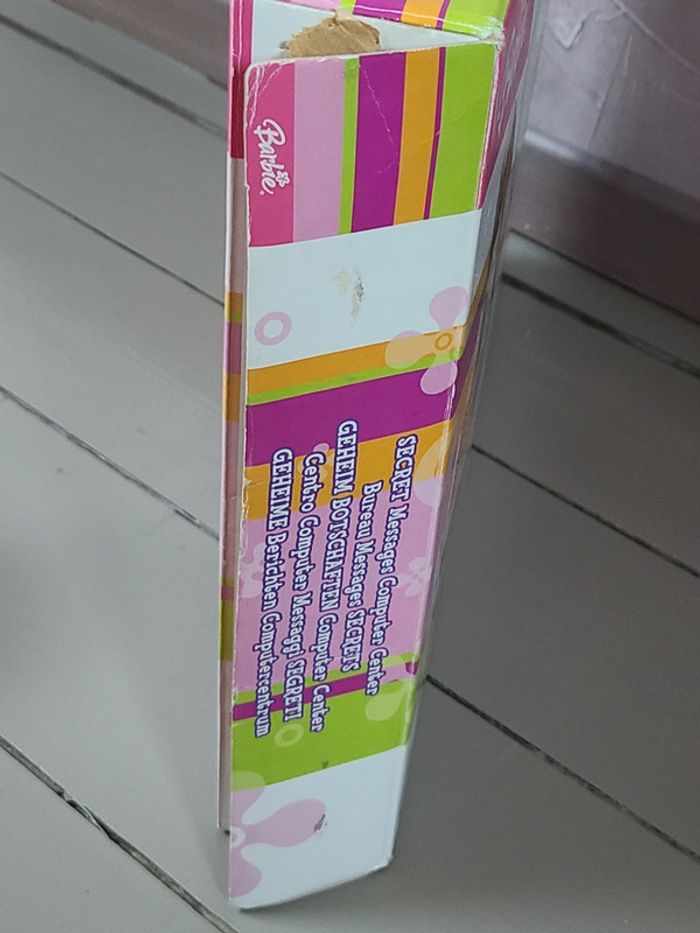 Barbie
SECRET Messages Computer Center
Bureau Messages SECRETS
GEHEIM BOTSCHAFTEN Computer Center
Centro Computer Messaggi SEGRETI
GEHEIME Berichten Computercentrum